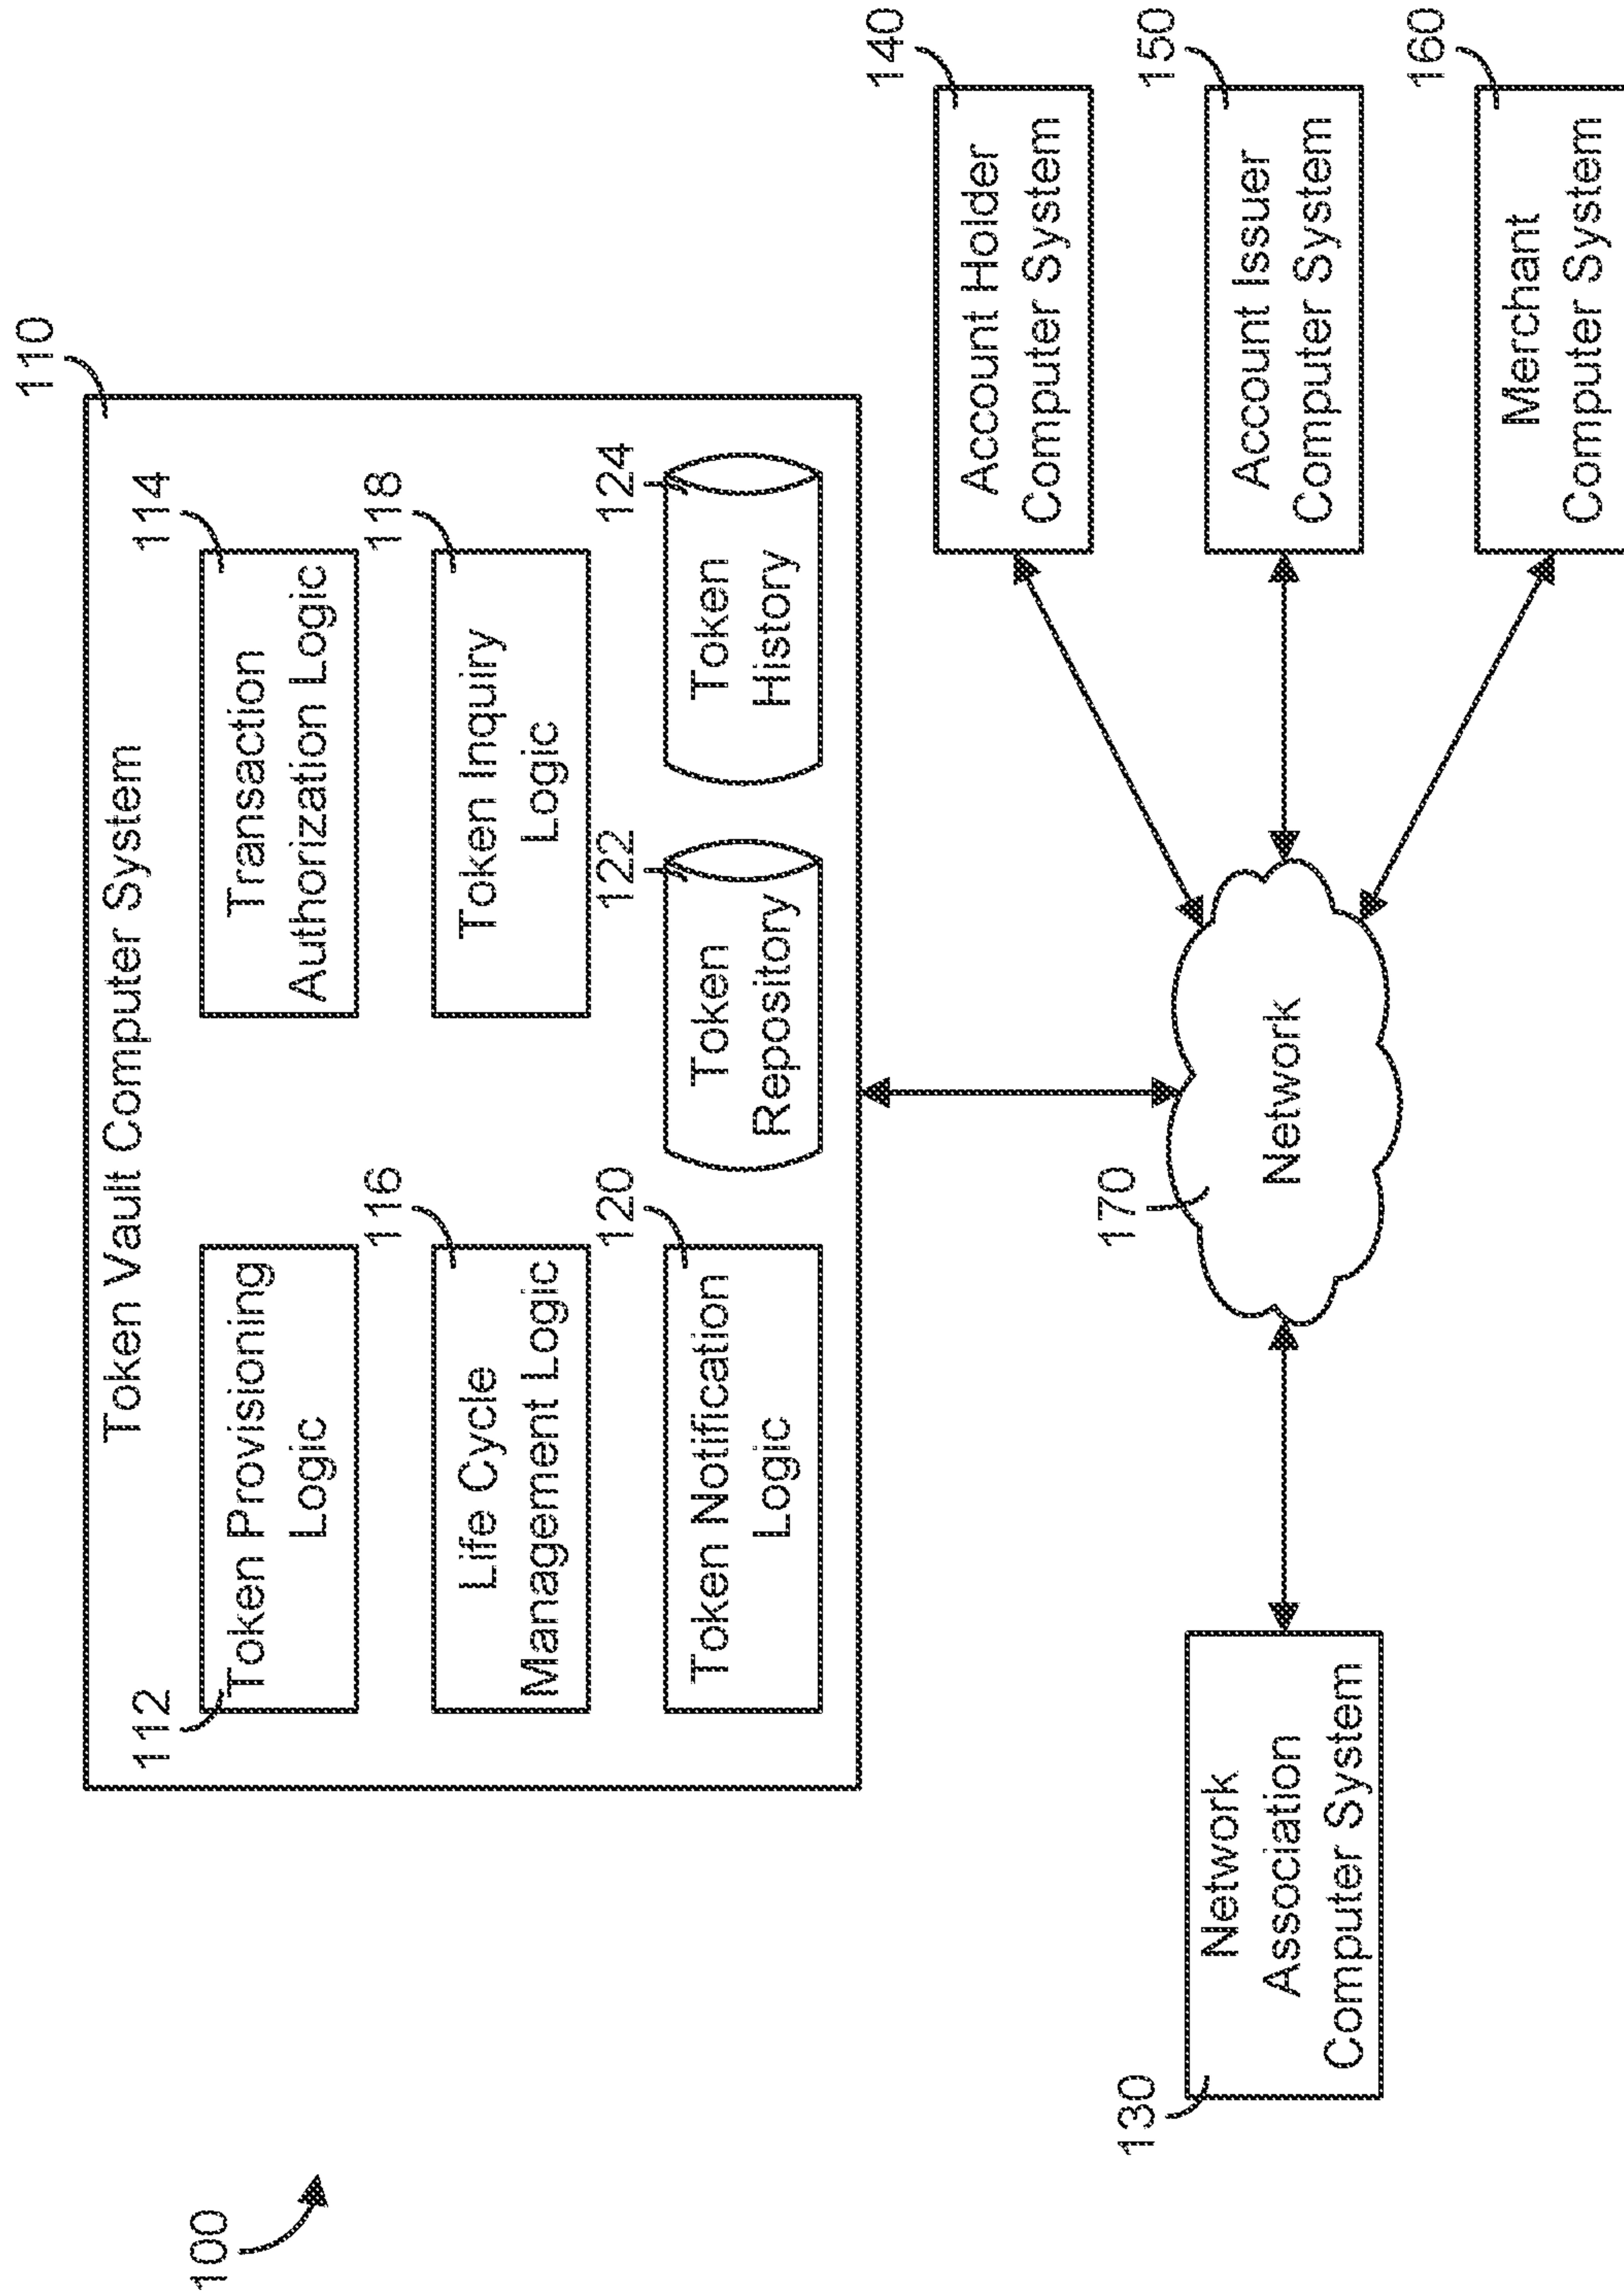 100
110
Token Vault Computer System
112
Token Provisioning
Logic
114
Transaction
Authorization Logic
116
Life Cycle
Management Logic
118
Token Inquiry
Logic
120
Token Notification
Logic
122
Token
Repository
124
Token
History
130
Network
Association
Computer System
170
Network
140
Account Holder
Computer System
150
Account Issuer
Computer System
160
Merchant
Computer System